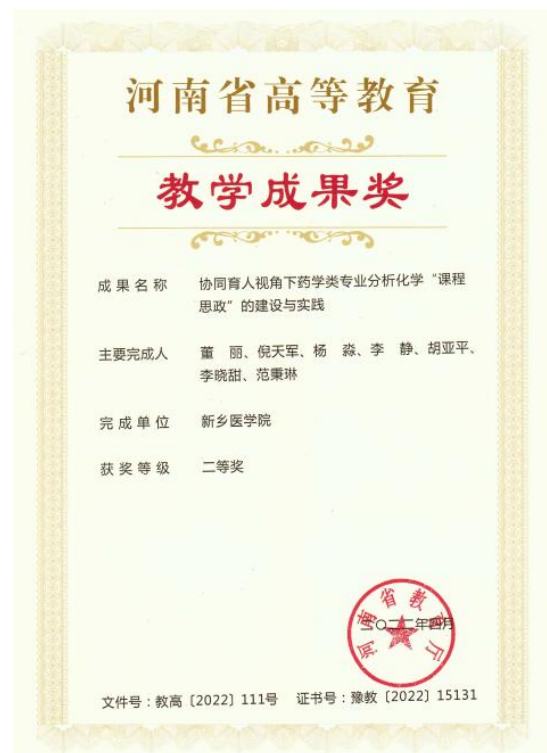 河南省高等教育
教学成果奖
成果名称 协同育人视角下药学类专业分析化学“课程
思政”的建设与实践
主要完成人 董 丽、倪天军、杨 淼、李 静、胡亚平、
李晓甜、范秉琳
完成单位 新乡医学院
获奖等级 二等奖
河南省教育厅
二〇二二年四月
文件号：教高〔2022〕111号 证书号：豫教〔2022〕15131